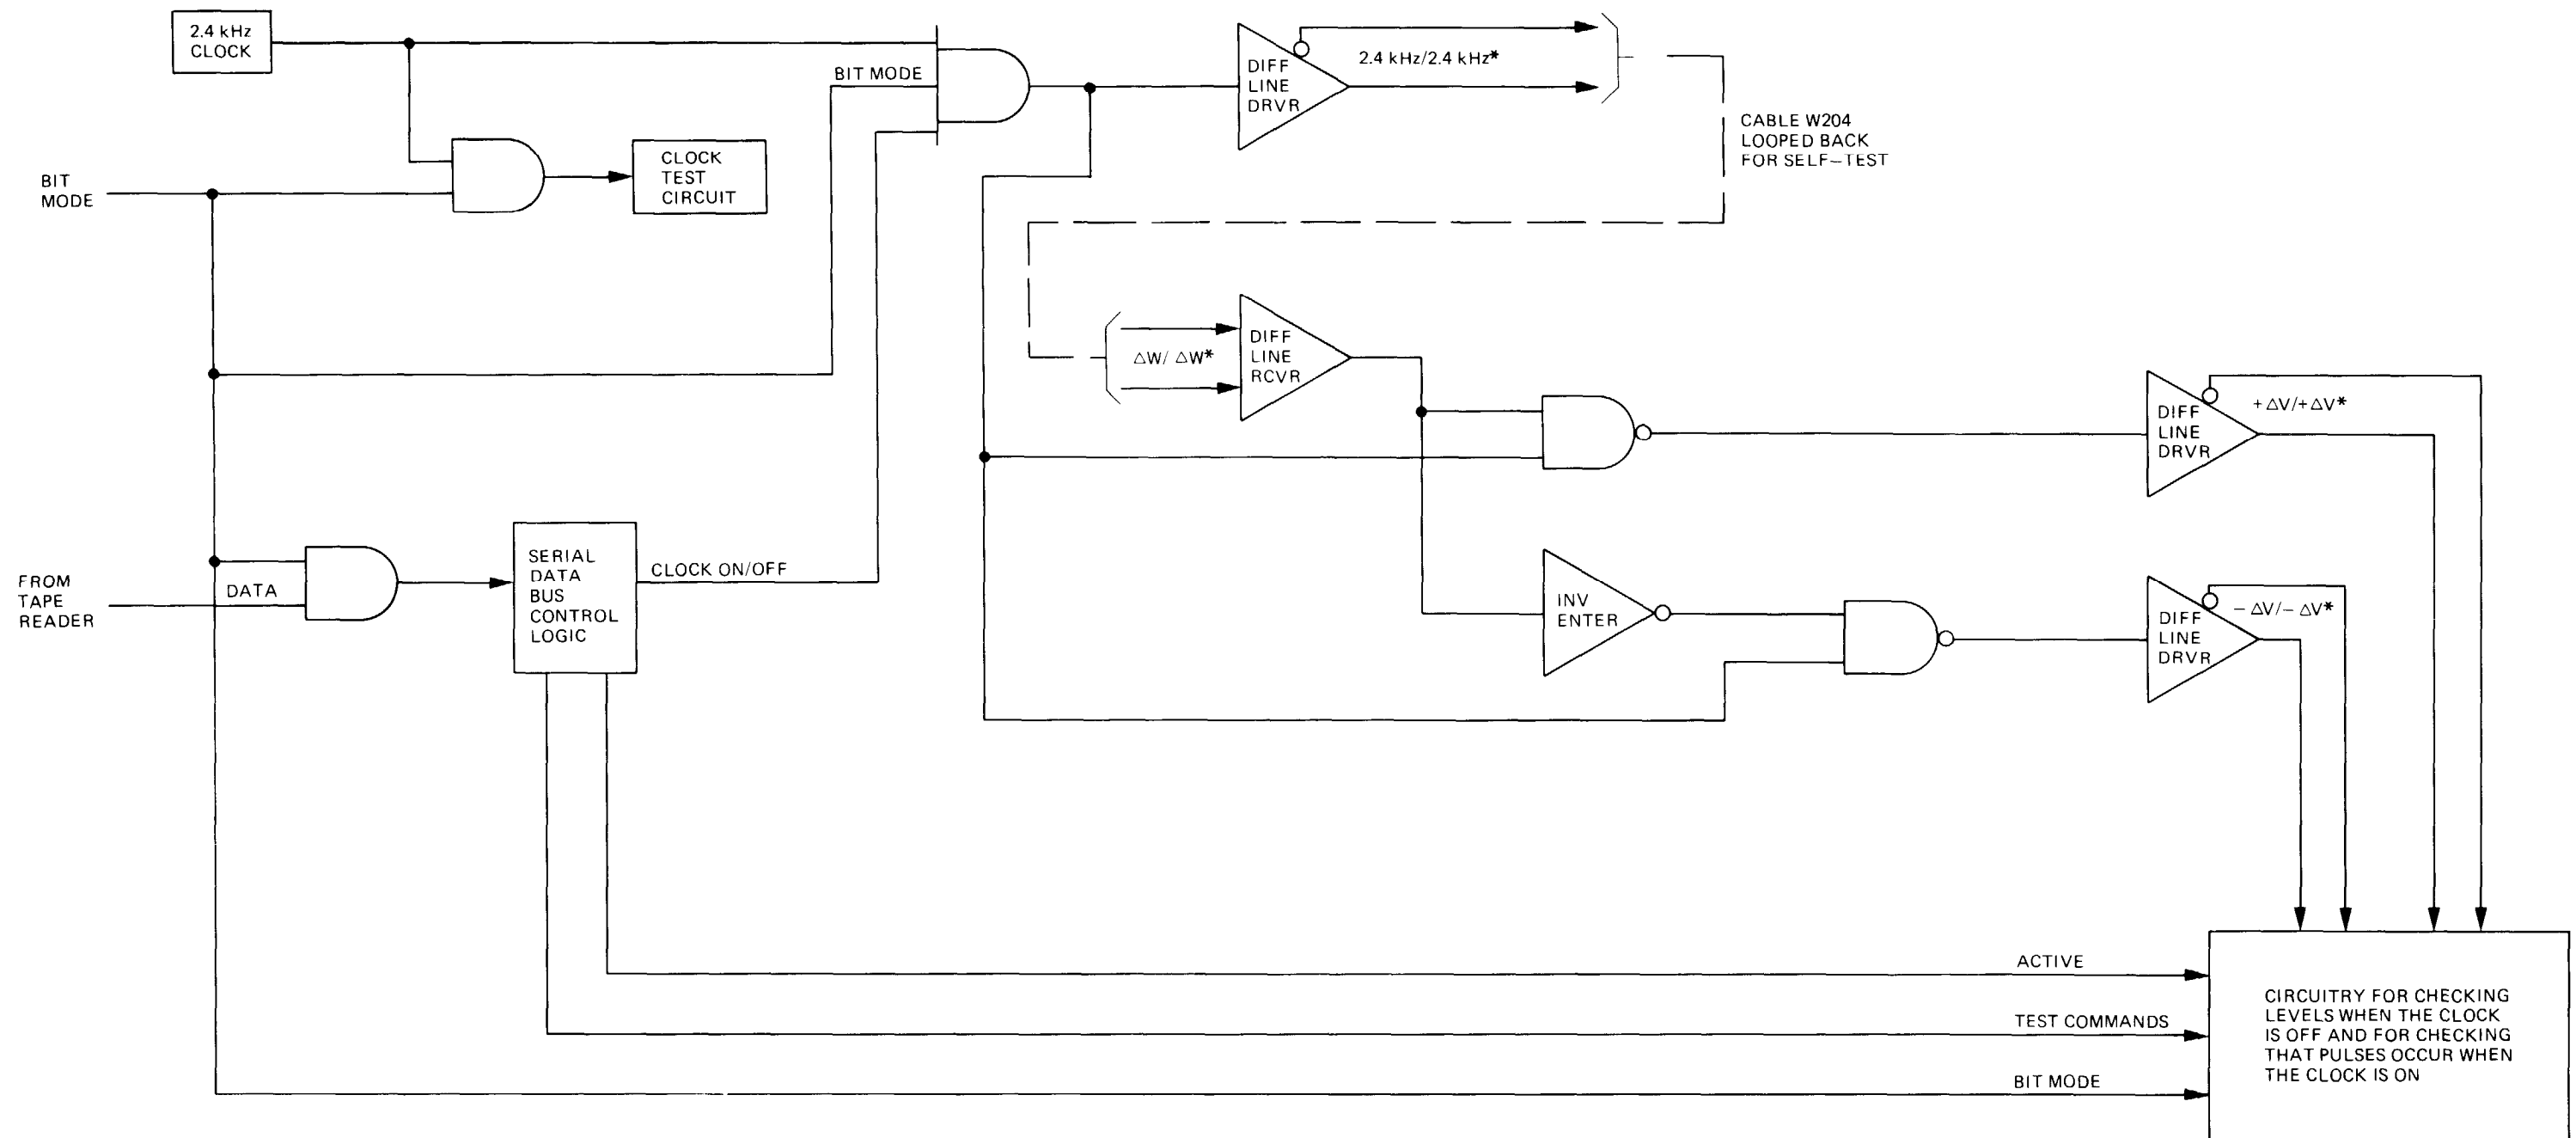 2.4 kHz
CLOCK
BIT MODE
DIFF
LINE
DRVR
2.4 kHz/2.4 kHz*
CABLE W204
LOOPED BACK
FOR SELF-TEST
CLOCK
TEST
CIRCUIT
BIT
MODE
ΔW/ ΔW*
DIFF
LINE
RCVR
DIFF
LINE
DRVR
+ΔV/+ΔV*
FROM
TAPE
READER
DATA
SERIAL
DATA
BUS
CONTROL
LOGIC
CLOCK ON/OFF
INV
ENTER
DIFF
LINE
DRVR
– ΔV/– ΔV*
ACTIVE
TEST COMMANDS
BIT MODE
CIRCUITRY FOR CHECKING
LEVELS WHEN THE CLOCK
IS OFF AND FOR CHECKING
THAT PULSES OCCUR WHEN
THE CLOCK IS ON